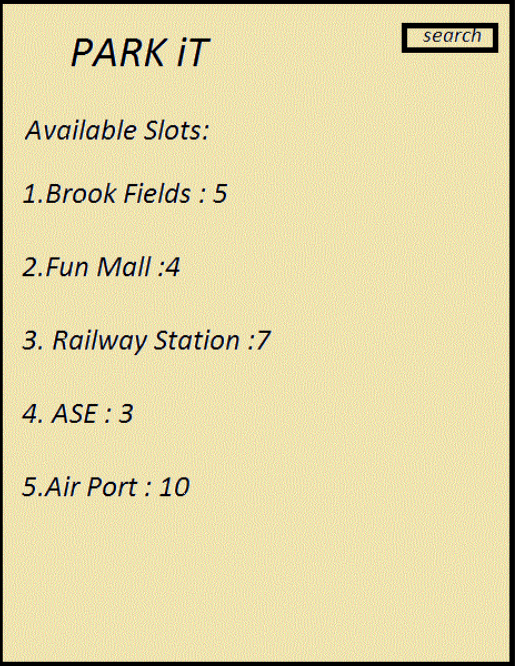 PARK iT
search
Available Slots:
1.Brook Fields : 5
2.Fun Mall :4
3. Railway Station :7
4. ASE : 3
5.Air Port : 10